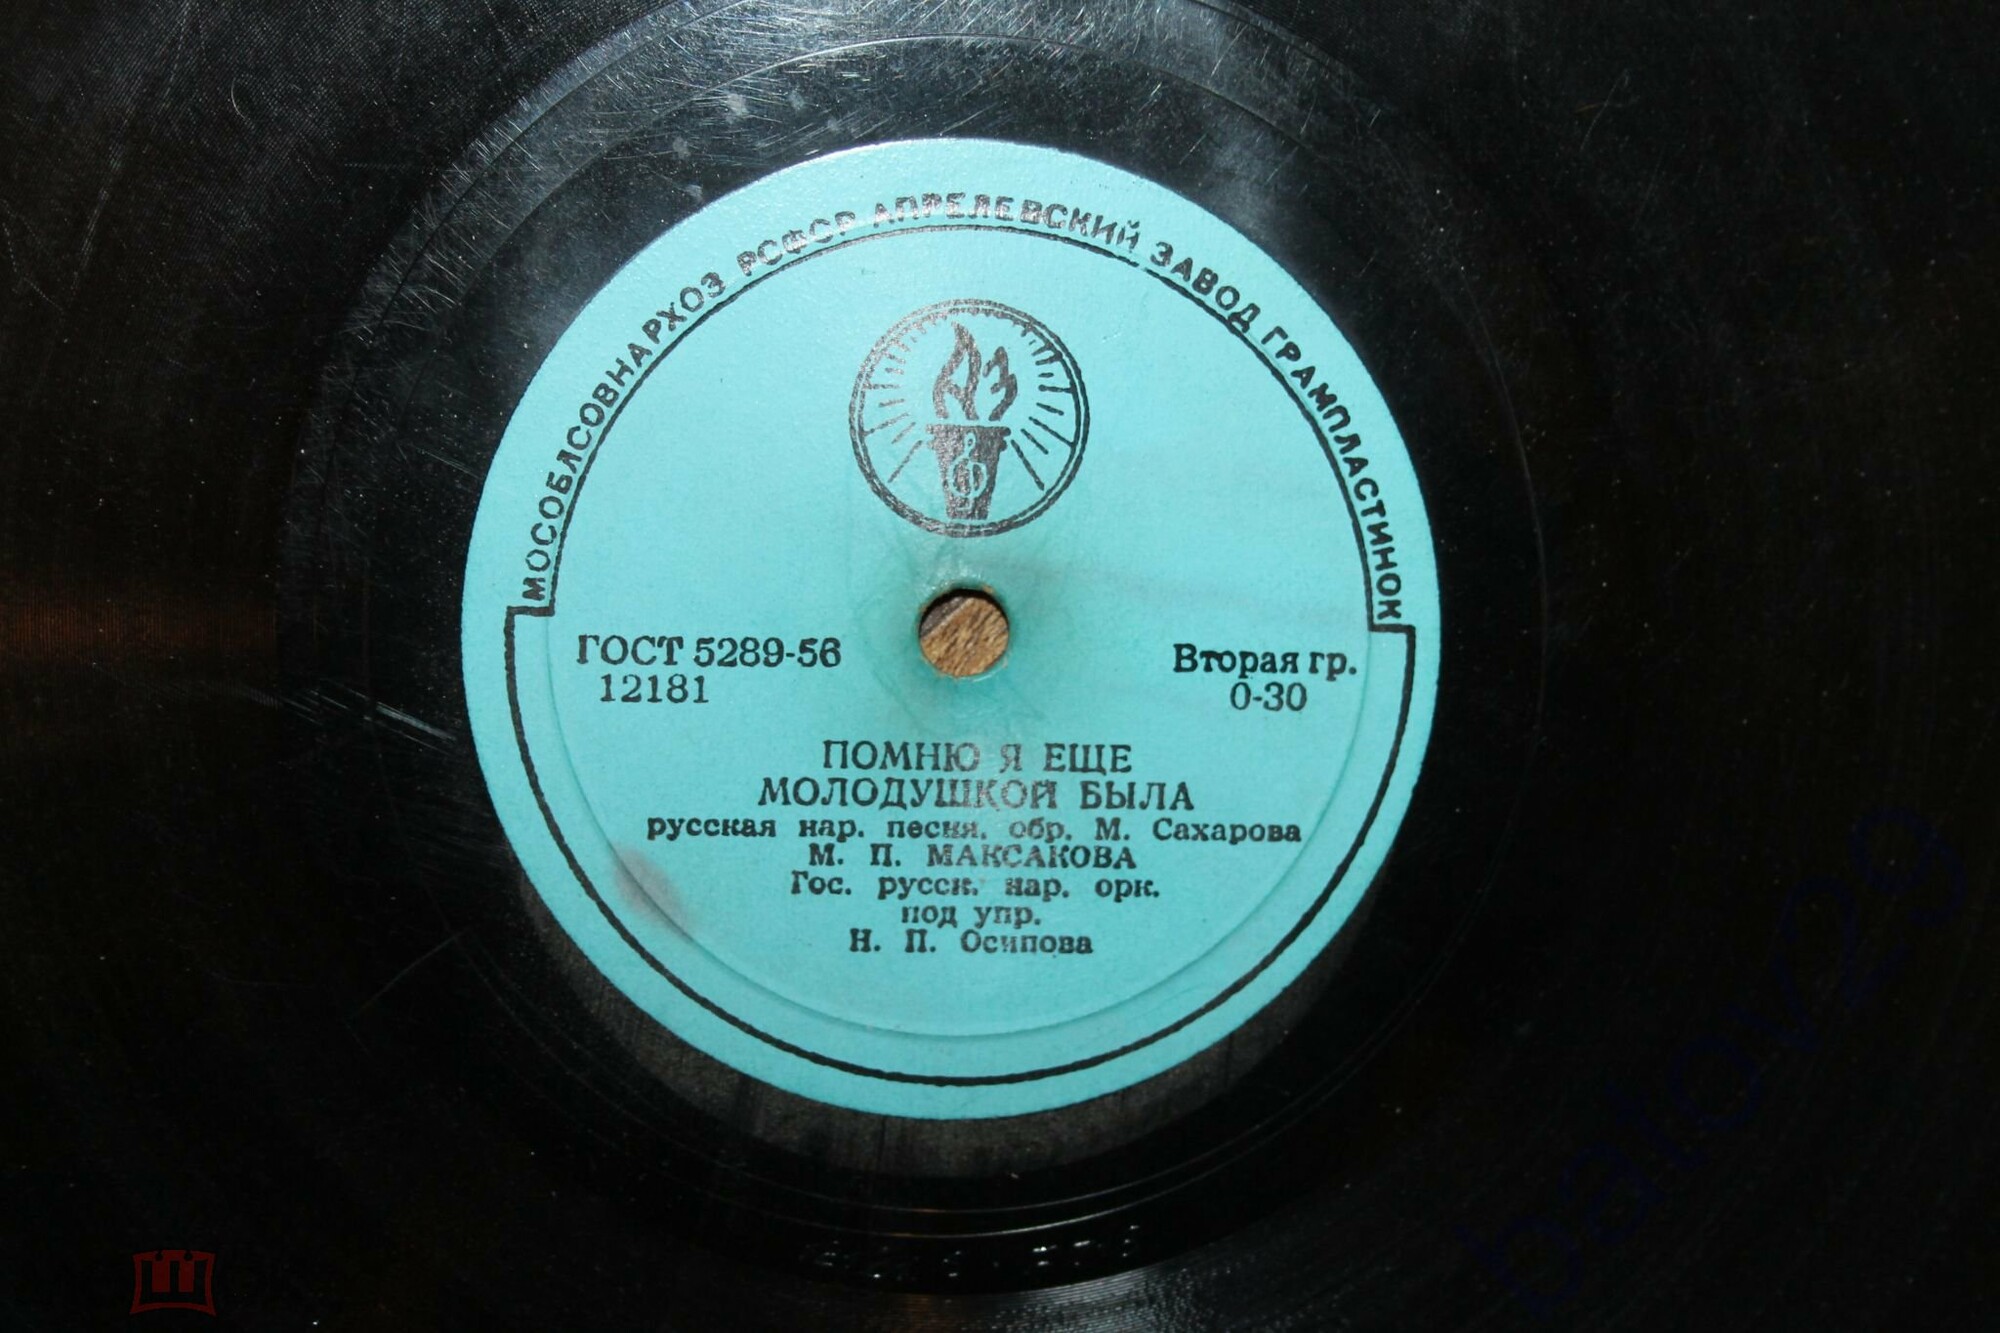 МОСОБЛСОВНАРХОЗ РСФСР АПРЕЛЕВСКИЙ ЗАВОД ГРАМПЛАСТИНОК
ГОСТ 5289-56
12181
Вторая гр.
0-30
ПОМНЮ Я ЕЩЕ
МОЛОДУШКОЙ БЫЛА
русская нар. песня. обр. М. Сахарова
М. П. МАКСАКОВА
Гос. русск. нар. орк.
под упр.
Н. П. Осипова
palov29